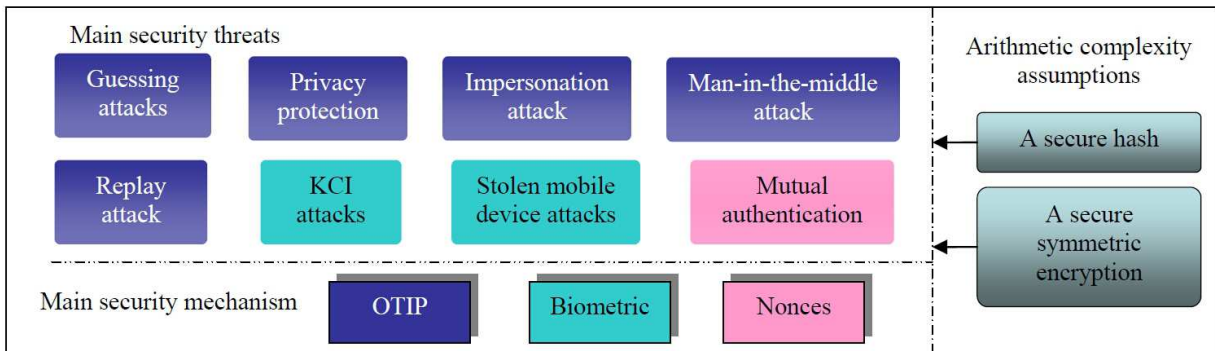 Main security threats
Guessing
attacks
Privacy
protection
Impersonation
attack
Man-in-the-middle
attack
Replay
attack
KCI
attacks
Stolen mobile
device attacks
Mutual
authentication
Main security mechanism
OTIP
Biometric
Nonces
Arithmetic complexity
assumptions
A secure hash
A secure
symmetric
encryption